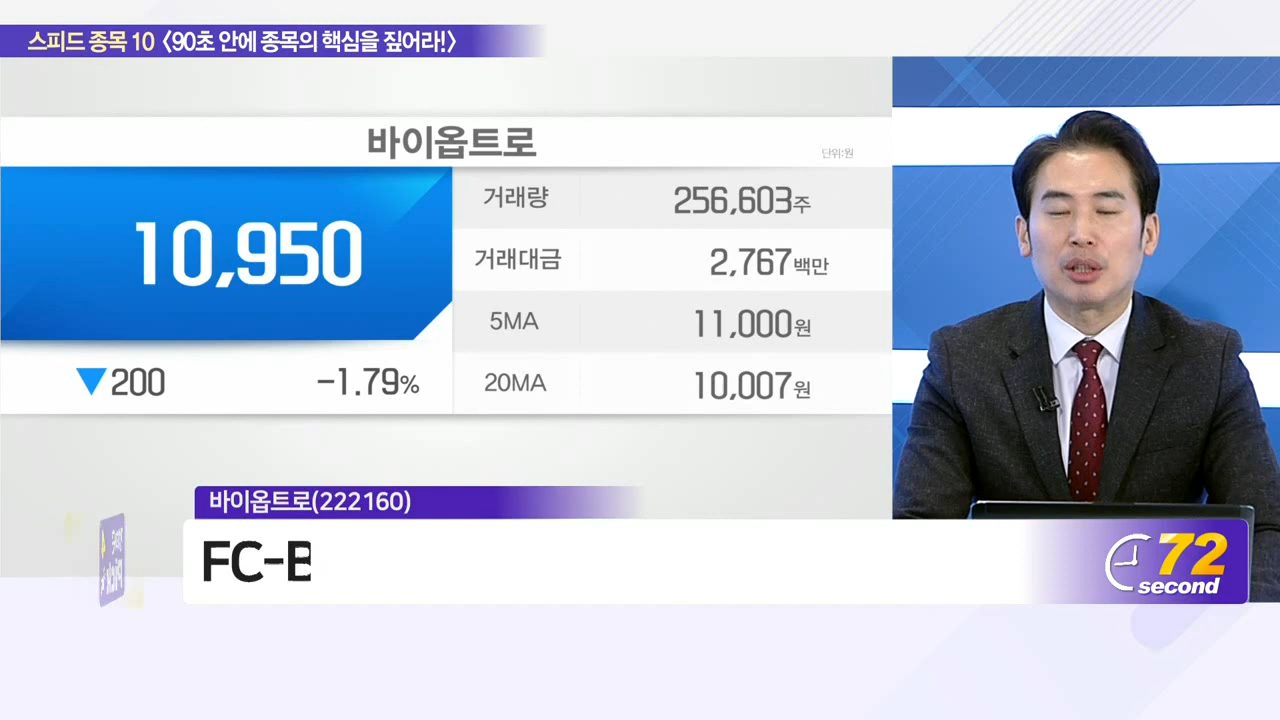 스피드 종목 10 〈90초 안에 종목의 핵심을 짚어라!〉
바이옵트로
단위:원
10,950
▼200 -1.79%
거래량 256,603주
거래대금 2,767백만
5MA 11,000원
20MA 10,007원
바이옵트로(222160)
FC-B
72
second